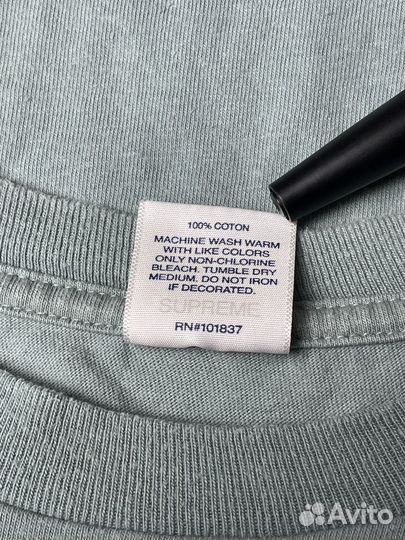 100% COTON
MACHINE WASH WARM
WITH LIKE COLORS
ONLY NON-CHLORINE
BLEACH. TUMBLE DRY
MEDIUM. DO NOT IRON
IF DECORATED.
SUPREME
RN#101837
Avito